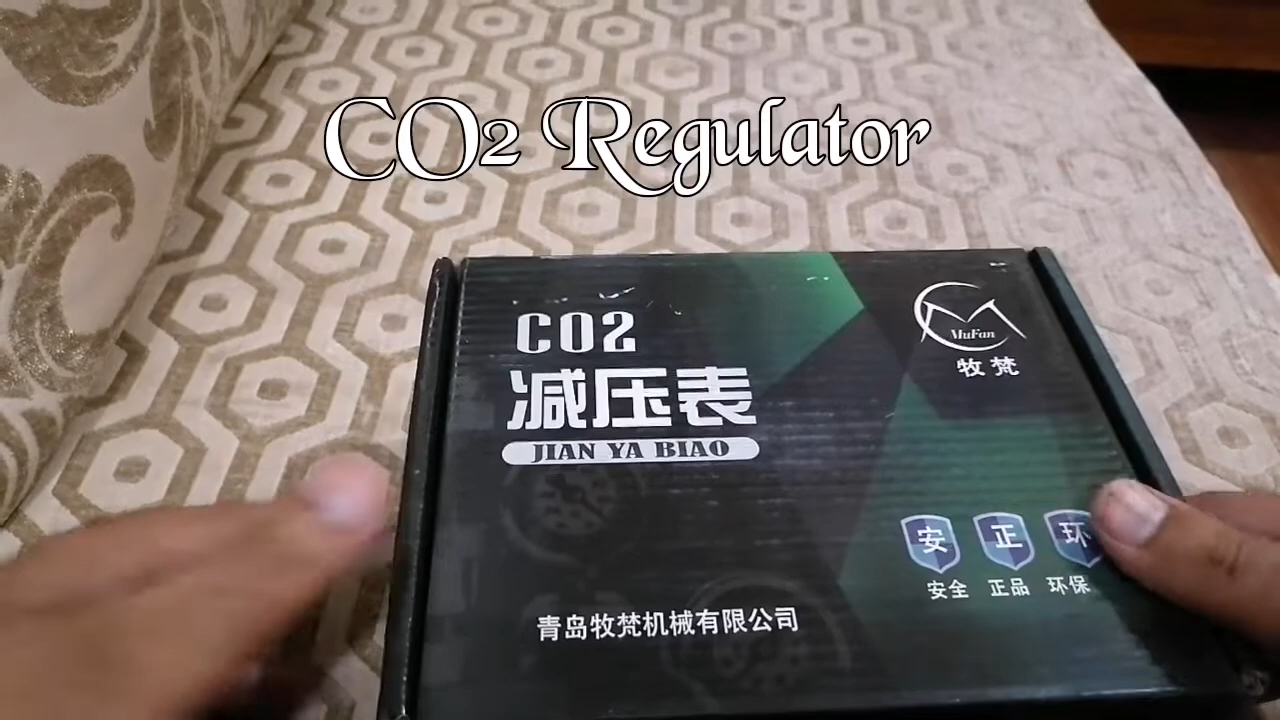 CO2 Regulator
MuFan
牧梵
CO2
减压表
JIAN YA BIAO
安 正 环
安全 正品 环保
青岛牧梵机械有限公司